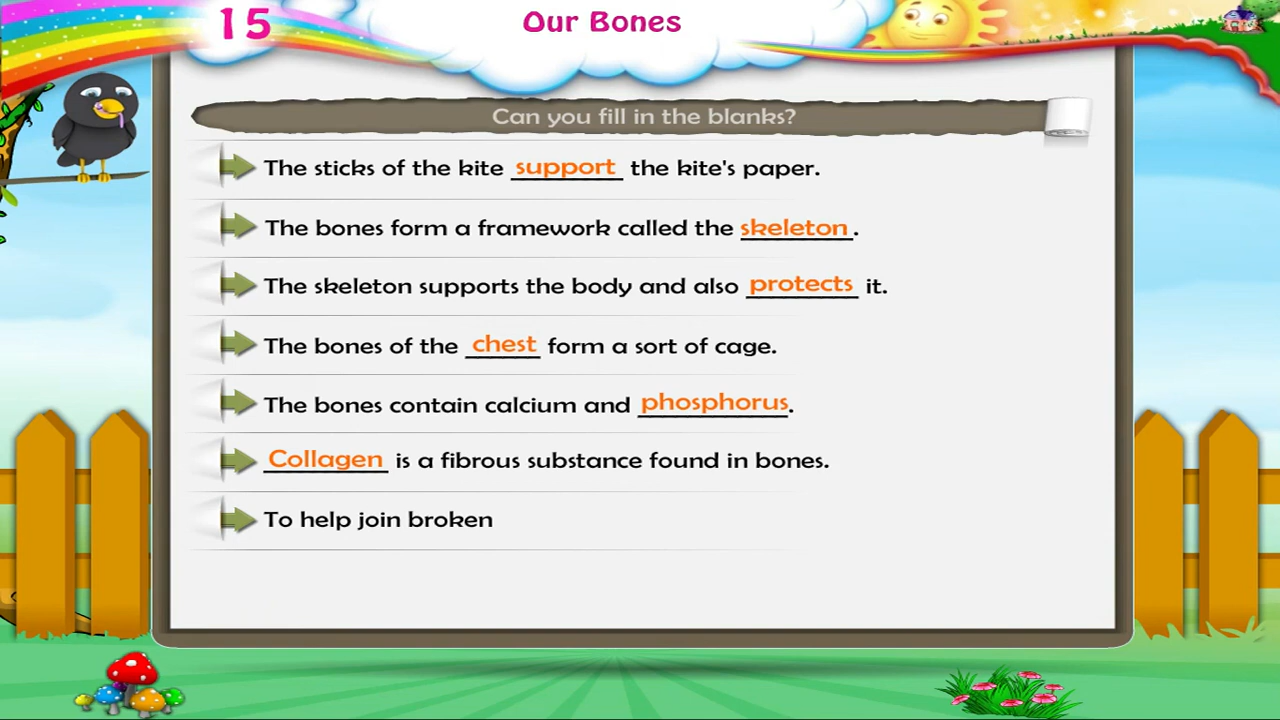 15
Our Bones
Can you fill in the blanks?
The sticks of the kite support the kite's paper.
The bones form a framework called the skeleton.
The skeleton supports the body and also protects it.
The bones of the chest form a sort of cage.
The bones contain calcium and phosphorus.
Collagen is a fibrous substance found in bones.
To help join broken